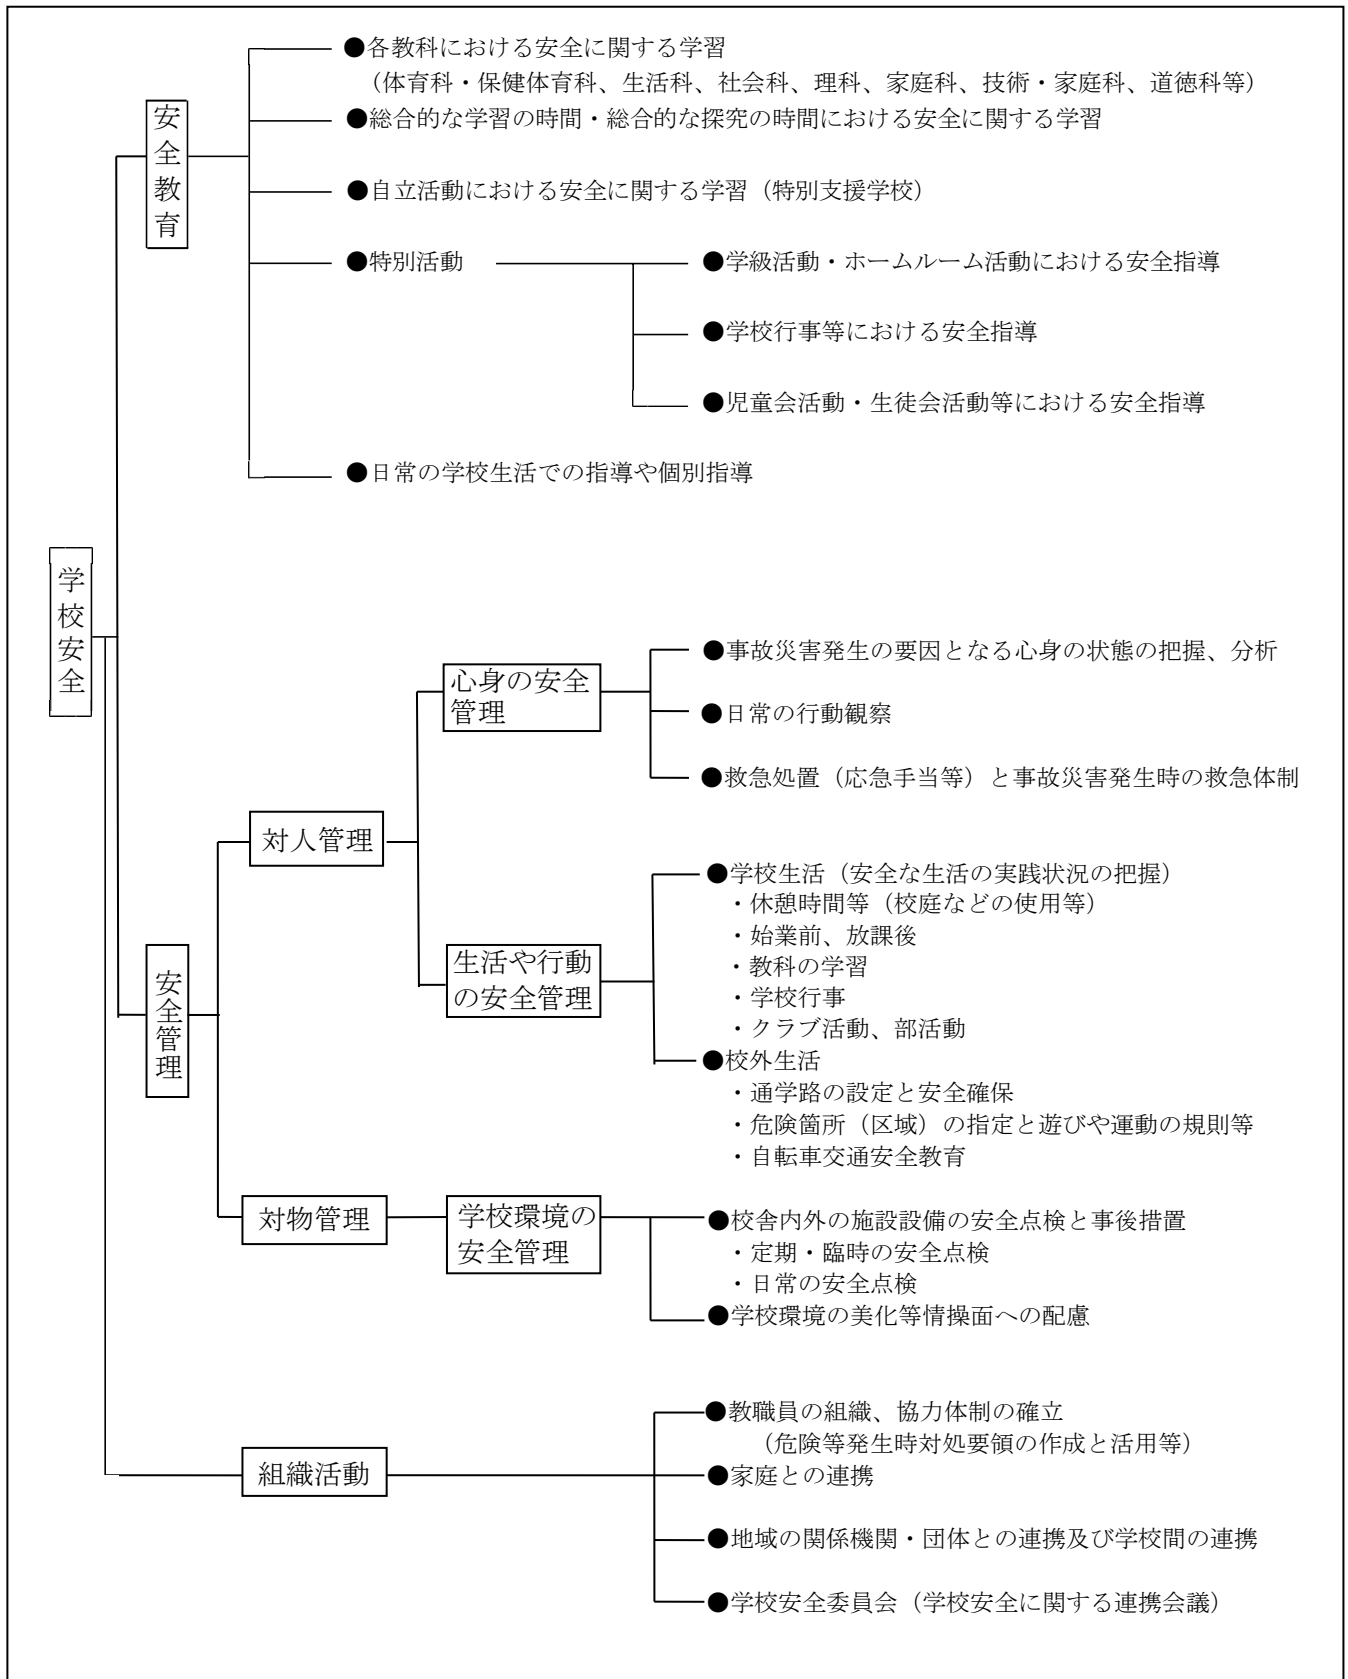 学校安全
安全教育
●各教科における安全に関する学習
（体育科・保健体育科、生活科、社会科、理科、家庭科、技術・家庭科、道徳科等）
●総合的な学習の時間・総合的な探究の時間における安全に関する学習
●自立活動における安全に関する学習（特別支援学校）
●特別活動
●学級活動・ホームルーム活動における安全指導
●学校行事等における安全指導
●児童会活動・生徒会活動等における安全指導
●日常の学校生活での指導や個別指導
安全管理
対人管理
心身の安全
管理
●事故災害発生の要因となる心身の状態の把握、分析
●日常の行動観察
●救急処置（応急手当等）と事故災害発生時の救急体制
生活や行動
の安全管理
●学校生活（安全な生活の実践状況の把握）
・休憩時間等（校庭などの使用等）
・始業前、放課後
・教科の学習
・学校行事
・クラブ活動、部活動
●校外生活
・通学路の設定と安全確保
・危険箇所（区域）の指定と遊びや運動の規則等
・自転車交通安全教育
対物管理
学校環境の
安全管理
●校舎内外の施設設備の安全点検と事後措置
・定期・臨時の安全点検
・日常の安全点検
●学校環境の美化等情操面への配慮
組織活動
●教職員の組織、協力体制の確立
（危険等発生時対処要領の作成と活用等）
●家庭との連携
●地域の関係機関・団体との連携及び学校間の連携
●学校安全委員会（学校安全に関する連携会議）